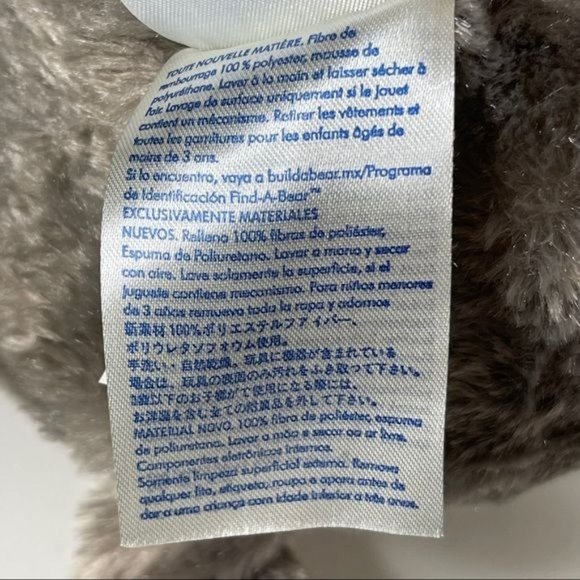 TOUTE NOUVELLE MATIÈRE. Fibre de
rembourrage 100% polyester, mousse de
polyuréthane. Laver à la main et laisser sécher à
l'air. Lavage de surface uniquement si le jouet
contient un mécanisme. Retirer les vêtements et
toutes les garnitures pour les enfants âgés de
moins de 3 ans.
Si lo encuentra, vaya a buildabear.mx/Programa
de Identificación Find-A-Bear™
EXCLUSIVAMENTE MATERIALES
NUEVOS. Relleno 100% fibras de poliéster,
Espuma de Poliuretano. Lavar a mano y secar
con aire. Lave solamente la superficie, si el
juguete contiene mecanismo. Para niños menores
de 3 años remueva toda la ropa y adornos
新素材 100%ポリエステルファイバー、
ポリウレタンフォウム使用。
手洗い・自然乾燥。玩具に機器が含まれている
場合は、玩具の表面のみ汚れをふき取って下さい。
3歳以下のお子様がご使用になる際には、
お洋服を含む全ての付属品を外して下さい。
MATERIAL NOVO. 100% fibra de poliéster, espuma
de poliuretano. Lavar a mão e secar ao ar livre.
Componentes eletrônicos internos.
Somente limpeza superficial externa. Remova
qualquer fita, etiqueta, roupa e apara antes de
dar a uma criança com idade inferior a três anos.